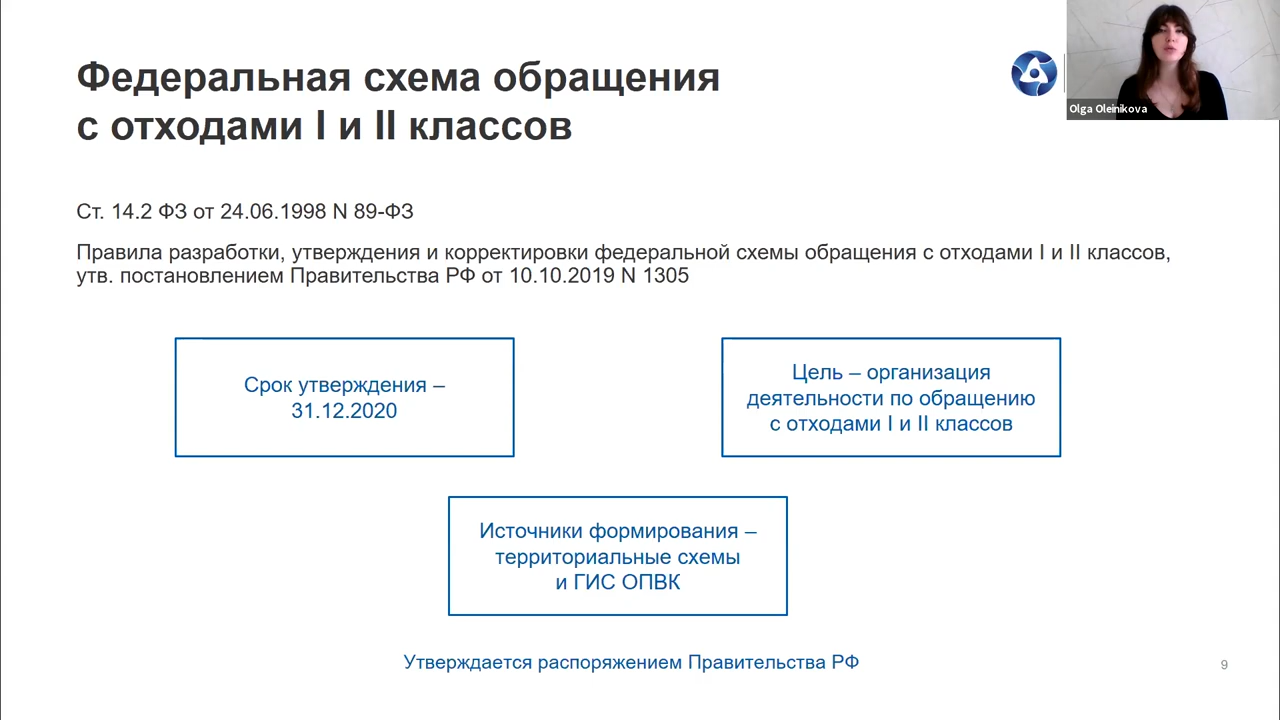 Федеральная схема обращения
с отходами I и II классов
Olga Oleinikova
Ст. 14.2 ФЗ от 24.06.1998 N 89-ФЗ
Правила разработки, утверждения и корректировки федеральной схемы обращения с отходами I и II классов,
утв. постановлением Правительства РФ от 10.10.2019 N 1305
Срок утверждения –
31.12.2020
Цель – организация
деятельности по обращению
с отходами I и II классов
Источники формирования –
территориальные схемы
и ГИС ОПВК
Утверждается распоряжением Правительства РФ
9